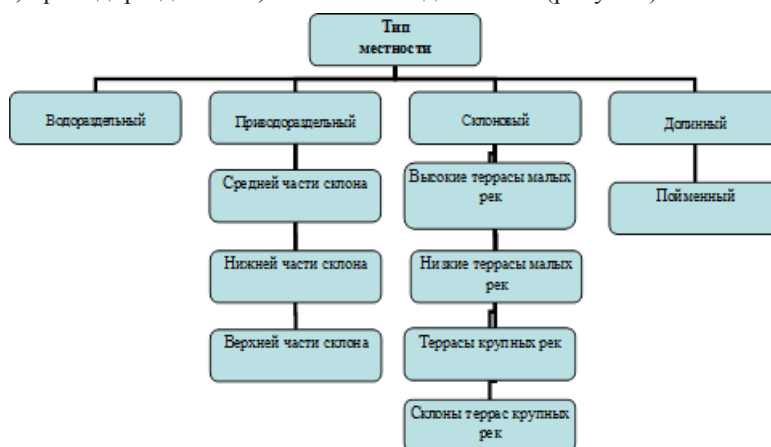 Тип
местности
Водораздельный
Приводораздельный
Склоновый
Долинный
Средней части склона
Высокие террасы малых
рек
Пойменный
Нижней части склона
Низкие террасы малых
рек
Верхней части склона
Террасы крупных рек
Склоны террас крупных
рек